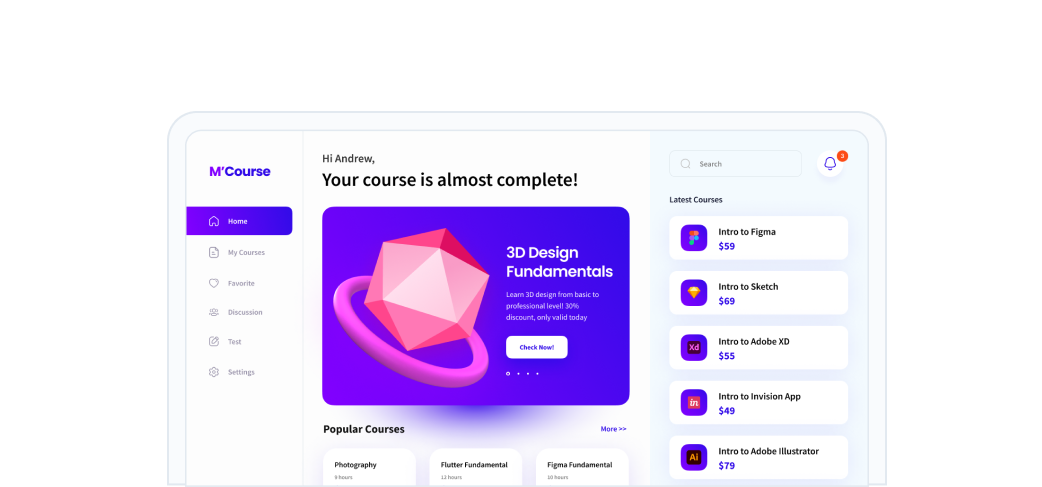 M'Course
Home
My Courses
Favorite
Discussion
Test
Settings
Hi Andrew,
Your course is almost complete!
3D Design
Fundamentals
Learn 3D design from basic to
professional level! 30%
discount, only valid today
Check Now!
Popular Courses
More >>
Photography
9 hours
Flutter Fundamental
12 hours
Figma Fundamental
10 hours
Search
3
Latest Courses
Intro to Figma
$59
Intro to Sketch
$69
Xd
Intro to Adobe XD
$55
in
Intro to Invision App
$49
Ai
Intro to Adobe Illustrator
$79